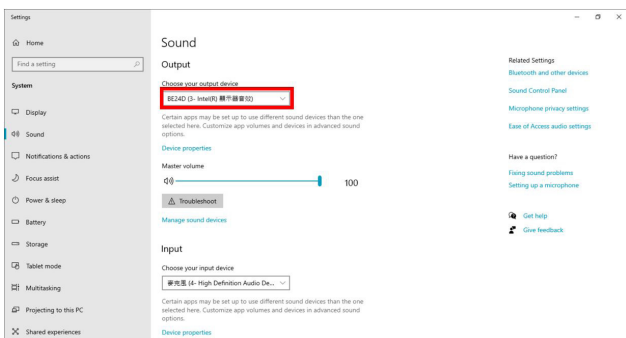 Settings
Home
Find a setting
System
Display
Sound
Notifications & actions
Focus assist
Power & sleep
Battery
Storage
Tablet mode
Multitasking
Projecting to this PC
Shared experiences
Sound
Output
Choose your output device
BE24D (3- Intel(R) 顯示器音效)
Certain apps may be set up to use different sound devices than the one
selected here. Customize app volumes and devices in advanced sound
options.
Device properties
Master volume
100
Troubleshoot
Manage sound devices
Input
Choose your input device
麥克風 (4- High Definition Audio De...
Certain apps may be set up to use different sound devices than the one
selected here. Customize app volumes and devices in advanced sound
options.
Device properties
Related Settings
Bluetooth and other devices
Sound Control Panel
Microphone privacy settings
Ease of Access audio settings
Have a question?
Fixing sound problems
Setting up a microphone
Get help
Give feedback